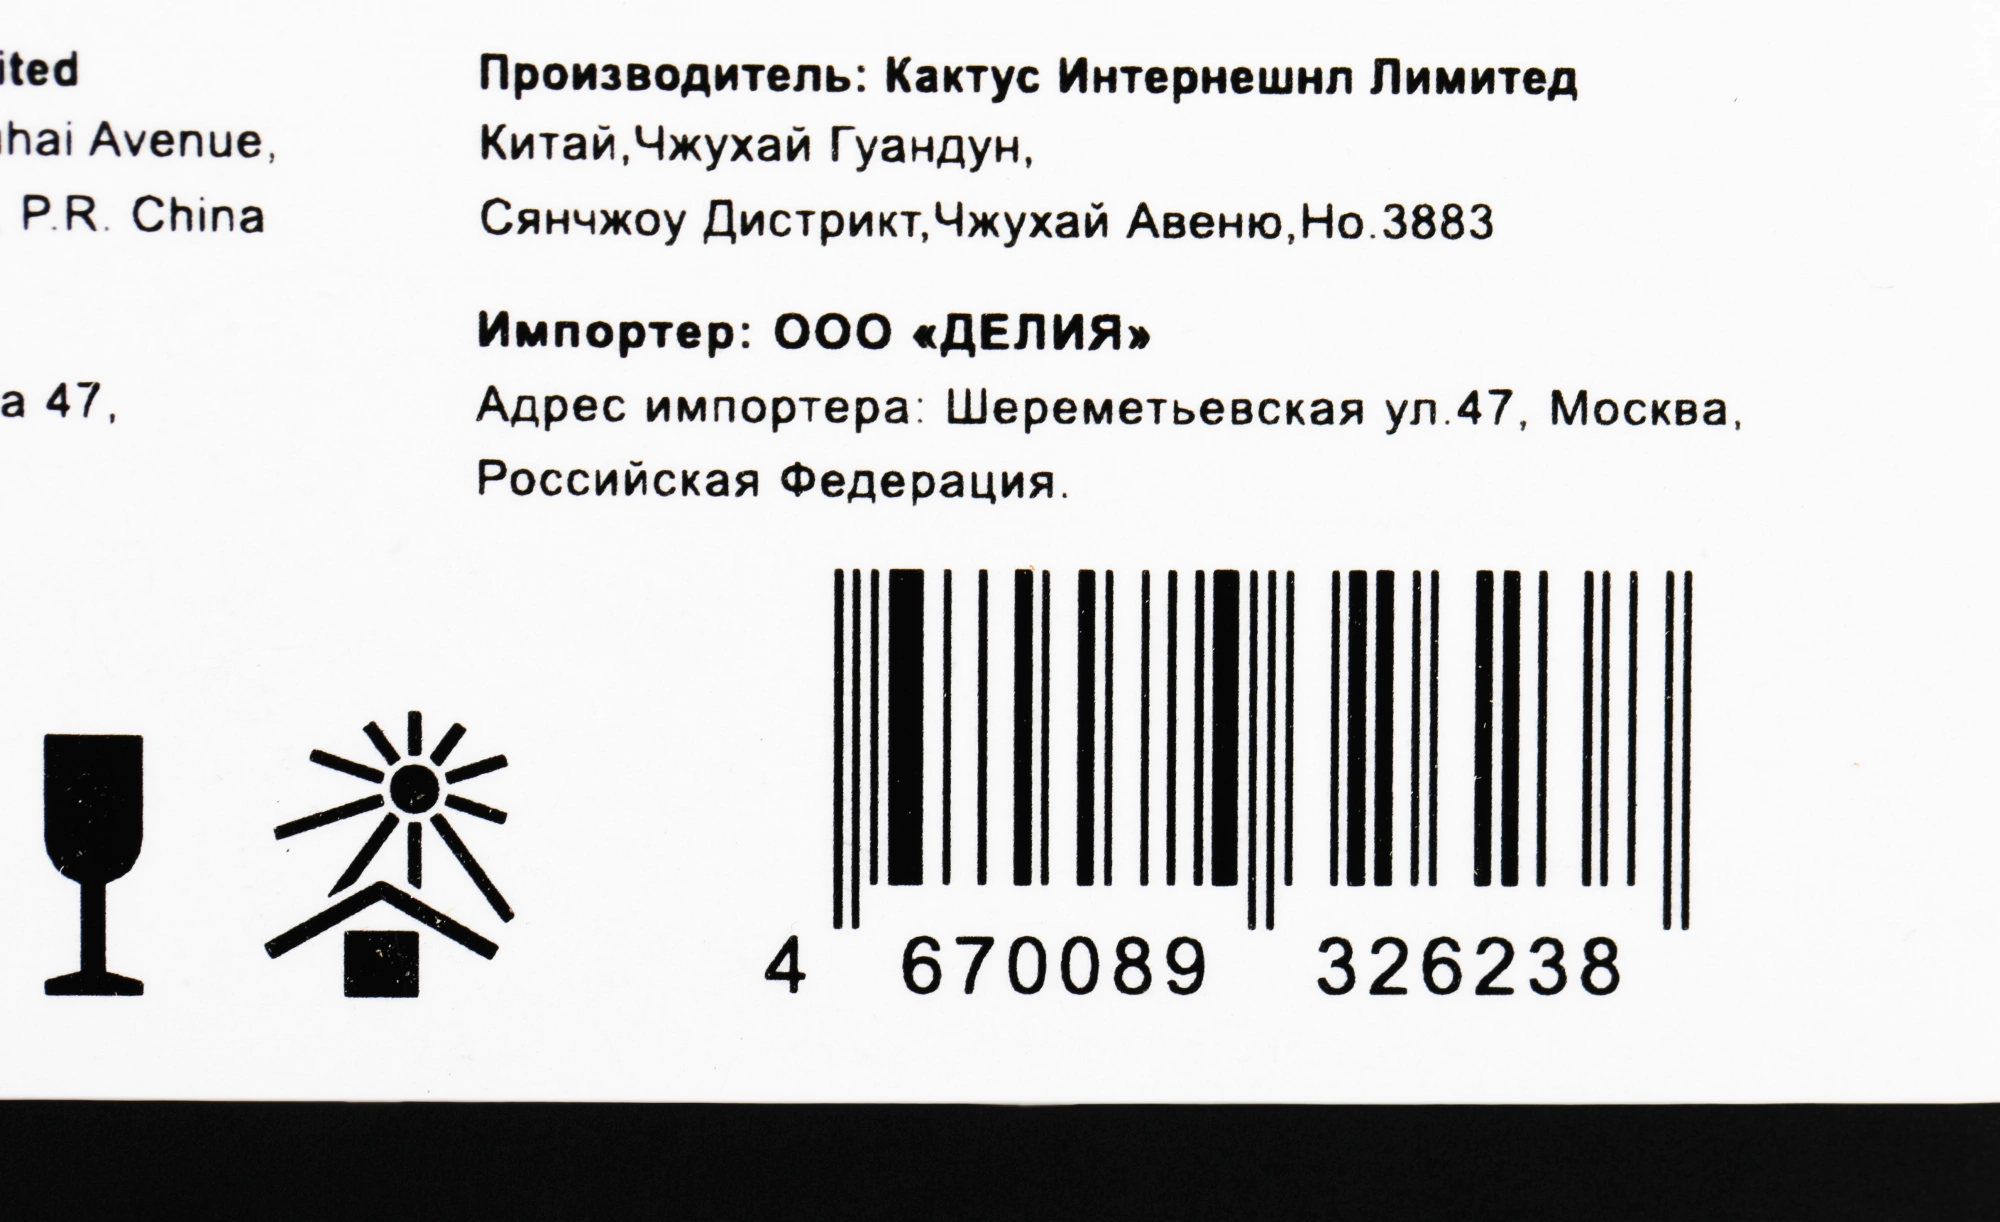 ited
hai Avenue,
P.R. China
a 47,
Производитель: Кактус Интернешнл Лимитед
Китай,Чжухай Гуандун,
Сянчжоу Дистрикт,Чжухай Авеню,Но.3883
Импортер: ООО «ДЕЛИЯ»
Адрес импортера: Шереметьевская ул.47, Москва,
Российская Федерация.
4 670089 326238